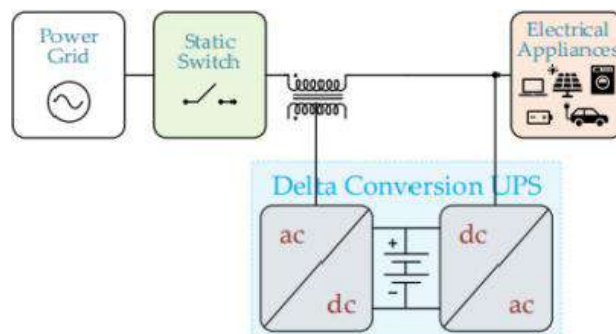 Power
Grid
Static
Switch
Electrical
Appliances
Delta Conversion UPS
ac
dc
+
-
dc
ac